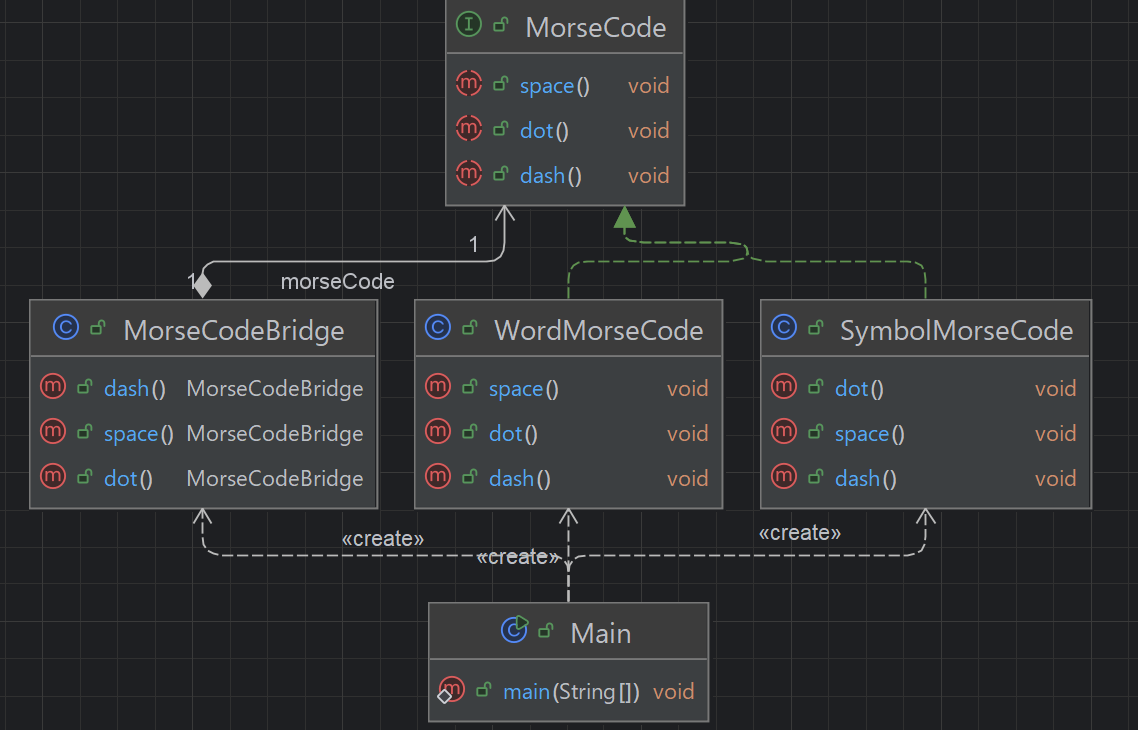 MorseCode
space() void
dot() void
dash() void
1
1
morseCode
MorseCodeBridge
dash() MorseCodeBridge
space() MorseCodeBridge
dot() MorseCodeBridge
WordMorseCode
space() void
dot() void
dash() void
SymbolMorseCode
dot() void
space() void
dash() void
«create»
«create»
«create»
Main
main(String[]) void